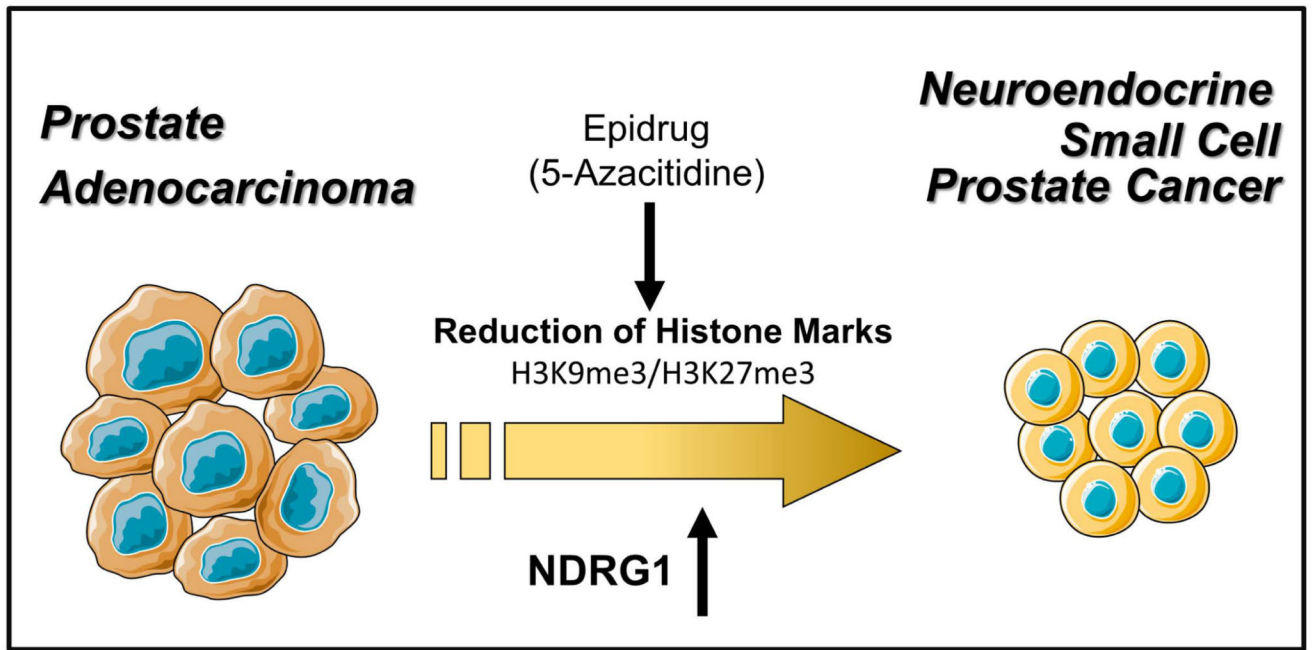 Prostate
Adenocarcinoma
Epidrug
(5-Azacitidine)
Neuroendocrine
Small Cell
Prostate Cancer
Reduction of Histone Marks
H3K9me3/H3K27me3
NDRG1